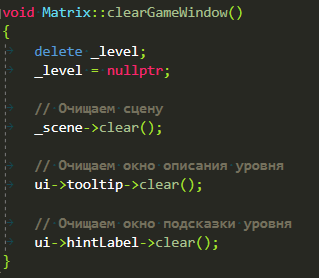 void Matrix::clearGameWindow()
{
    delete _level;
    _level = nullptr;

    // Очищаем сцену
    _scene->clear();

    // Очищаем окно описания уровня
    ui->tooltip->clear();

    // Очищаем окно подсказки уровня
    ui->hintLabel->clear();
}